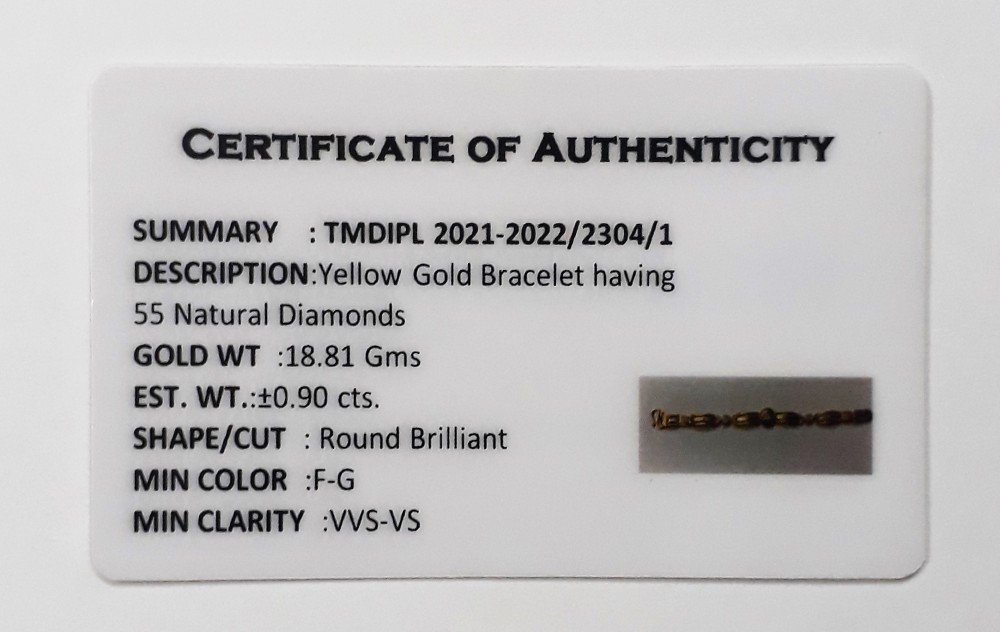 CERTIFICATE OF AUTHENTICITY
SUMMARY : TMDIPL 2021-2022/2304/1
DESCRIPTION:Yellow Gold Bracelet having
55 Natural Diamonds
GOLD WT :18.81 Gms
EST. WT.:±0.90 cts.
SHAPE/CUT : Round Brilliant
MIN COLOR :F-G
MIN CLARITY :VVS-VS